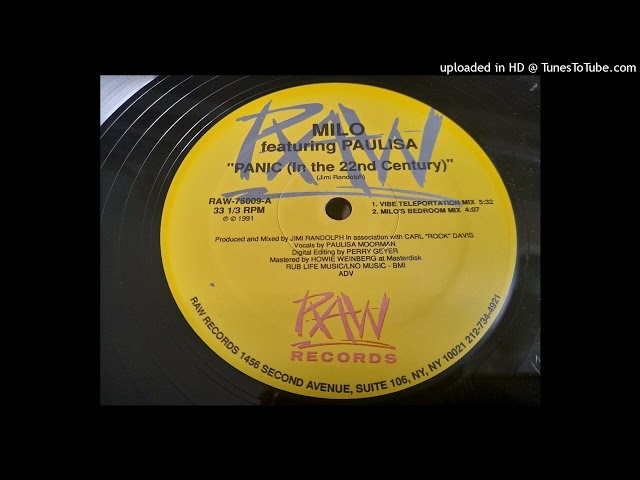 uploaded in HD @ TunesToTube.com
RAW
MILO
featuring PAULISA
"PANIC (In the 22nd Century)"
(Jimi Randolph)
RAW-75009-A
33 1/3 RPM
℗ © 1991
1. VIBE TELEPORTATION MIX 5:32
2. MILO'S BEDROOM MIX 4:07
Produced and Mixed by JIMI RANDOLPH in association with CARL "ROOK" DAVIS
Vocals by PAULISA MOORMAN
Digital Editing by PERRY GEYER
Mastered by HOWIE WEINBERG at Masterdisk
RUB LIFE MUSIC/LNO MUSIC - BMI
ADV
RAW
RECORDS
RAW RECORDS 1456 SECOND AVENUE, SUITE 106, NY, NY 10021 212-734-4921